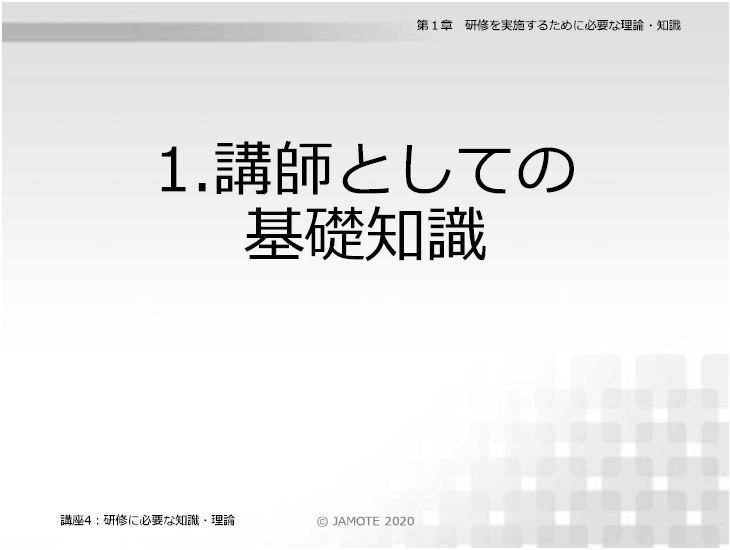 第１章　研修を実施するために必要な理論・知識
1.講師としての
基礎知識
講座4：研修に必要な知識・理論
© JAMOTE 2020